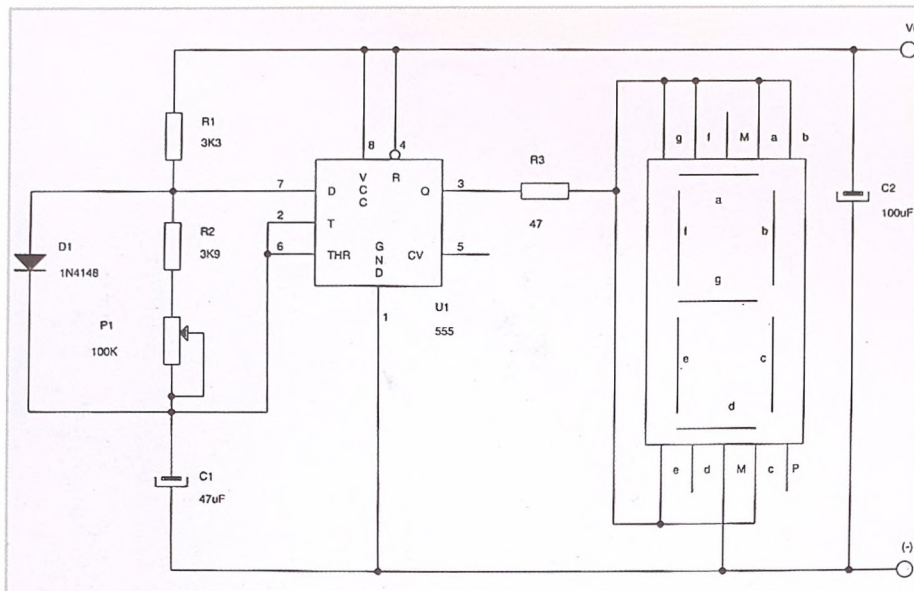 V(
R1
3K3
8
4
g
f
M
a
b
R3
7
D
V
C
C
R
Q
3
C2
100uF
2
T
47
a
f
b
R2
3K9
D1
1N4148
6
THR
G
N
D
CV
5
g
U1
555
P1
100K
1
e
c
d
C1
47uF
e
d
M
c
P
(-)